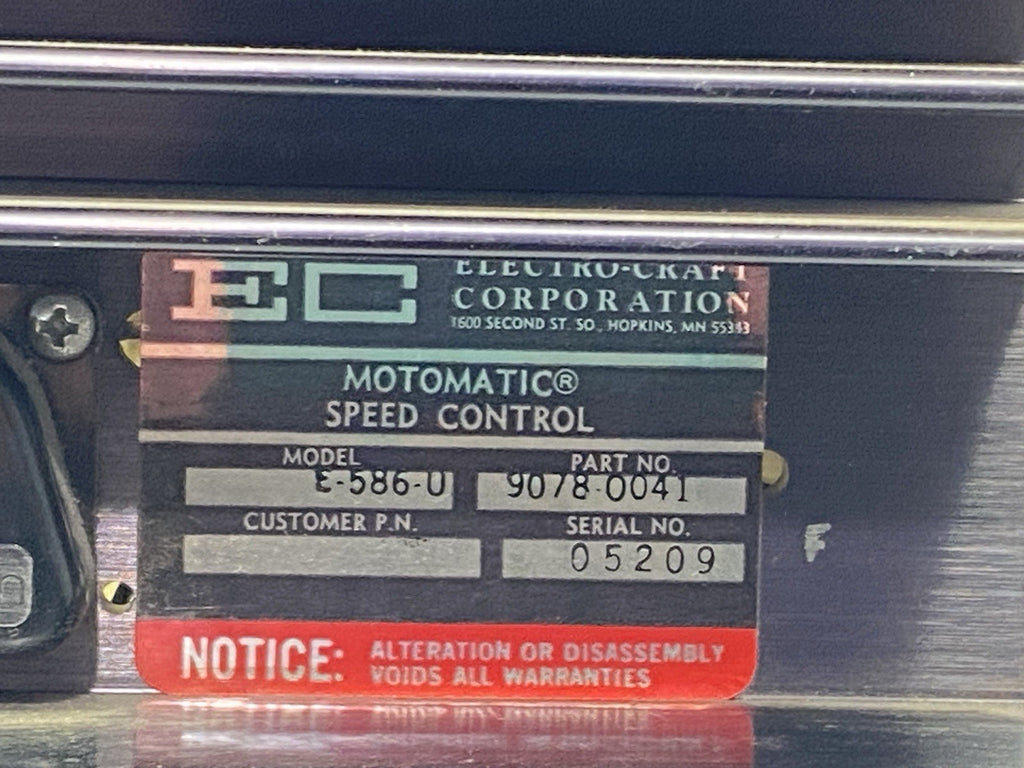 EC
ELECTRO-CRAFT
CORPORATION
1600 SECOND ST. SO., HOPKINS, MN 55343
MOTOMATIC®
SPEED CONTROL
MODEL PART NO.
E-586-U 9078-0041
CUSTOMER P.N. SERIAL NO.
05209
F
NOTICE: ALTERATION OR DISASSEMBLY
VOIDS ALL WARRANTIES